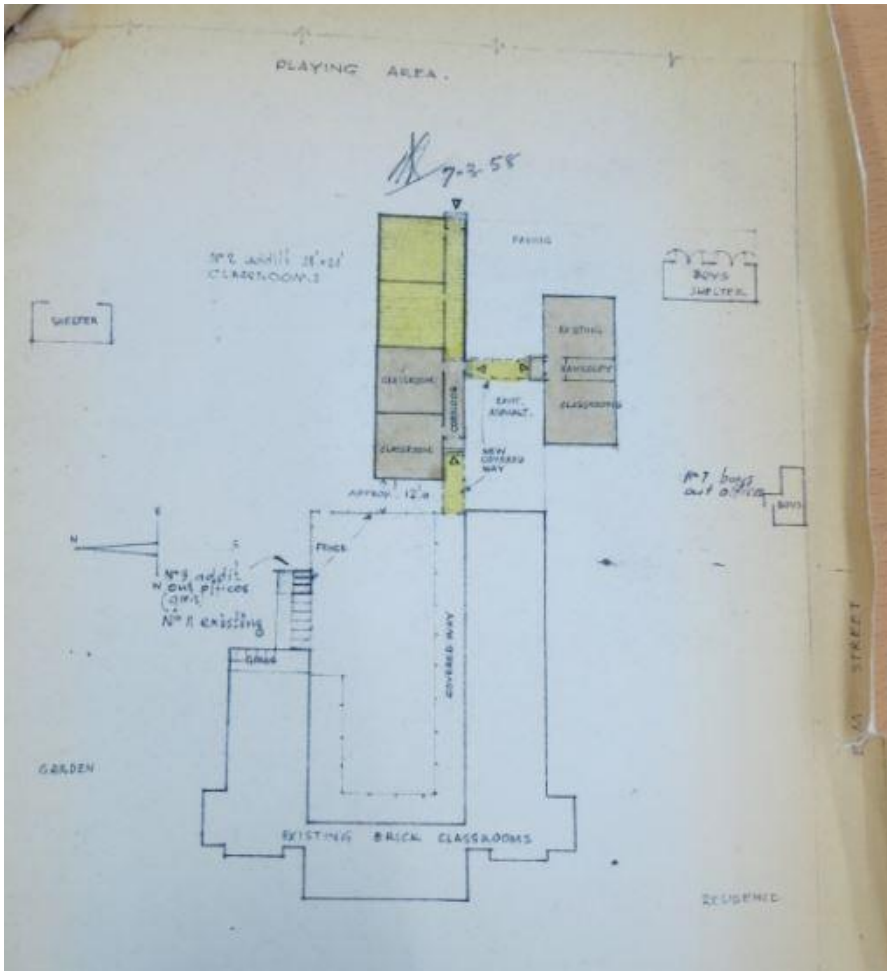 PLAYING AREA.
7-3-58
Nº 2 addit'l
CLASSROOMS
PAVING
BOYS
SHELTER
SHELTER
EXISTING
CLASSROOMS
CLASSROOM
CORRIDOR
EXIST.
ASPHALT.
CLASSROOM
NEW
COVERED
WAY
APPROX. 12'0
Nº 7 boys
out offices
BOYS
FENCE
N
E
S
W
Nº 3 addit
out offices
Nº 11 existing
GIRLS
COVERED WAY
STREET
GARDEN
EXISTING BRICK CLASSROOMS
RESIDENCE